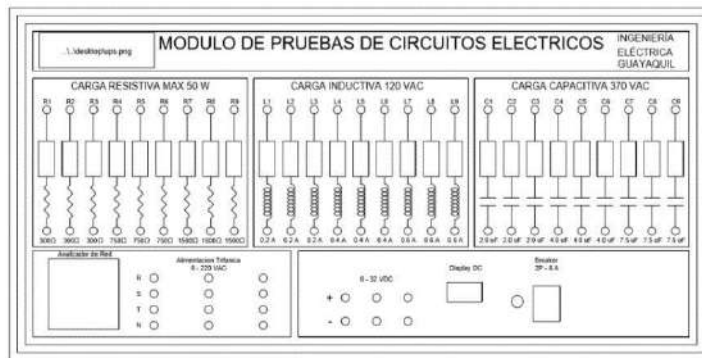 ..\..\desktop\ups.png
MODULO DE PRUEBAS DE CIRCUITOS ELECTRICOS
INGENIERÍA
ELÉCTRICA
GUAYAQUIL
CARGA RESISTIVA MAX 50 W
R1 R2 R3 R4 R5 R6 R7 R8 R9
300Ω 300Ω 300Ω 750Ω 750Ω 750Ω 1500Ω 1500Ω 1500Ω
CARGA INDUCTIVA 120 VAC
L1 L2 L3 L4 L5 L6 L7 L8 L9
0.2 A 0.2 A 0.2 A 0.4 A 0.4 A 0.4 A 0.6 A 0.6 A 0.6 A
CARGA CAPACITIVA 370 VAC
C1 C2 C3 C4 C5 C6 C7 C8 C9
2.0 uF 2.0 uF 2.0 uF 4.0 uF 4.0 uF 4.0 uF 7.5 uF 7.5 uF 7.5 uF
Analizador de Red
Alimentacion Trifasica
0 - 220 VAC
R
S
T
N
0 - 32 VDC
+
-
Display DC
Breaker
2P - 6 A